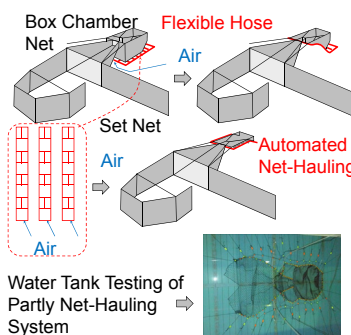 Box Chamber
Net
Flexible Hose
Air
Set Net
Air
Automated
Net-Hauling
Air
Water Tank Testing of
Partly Net-Hauling
System